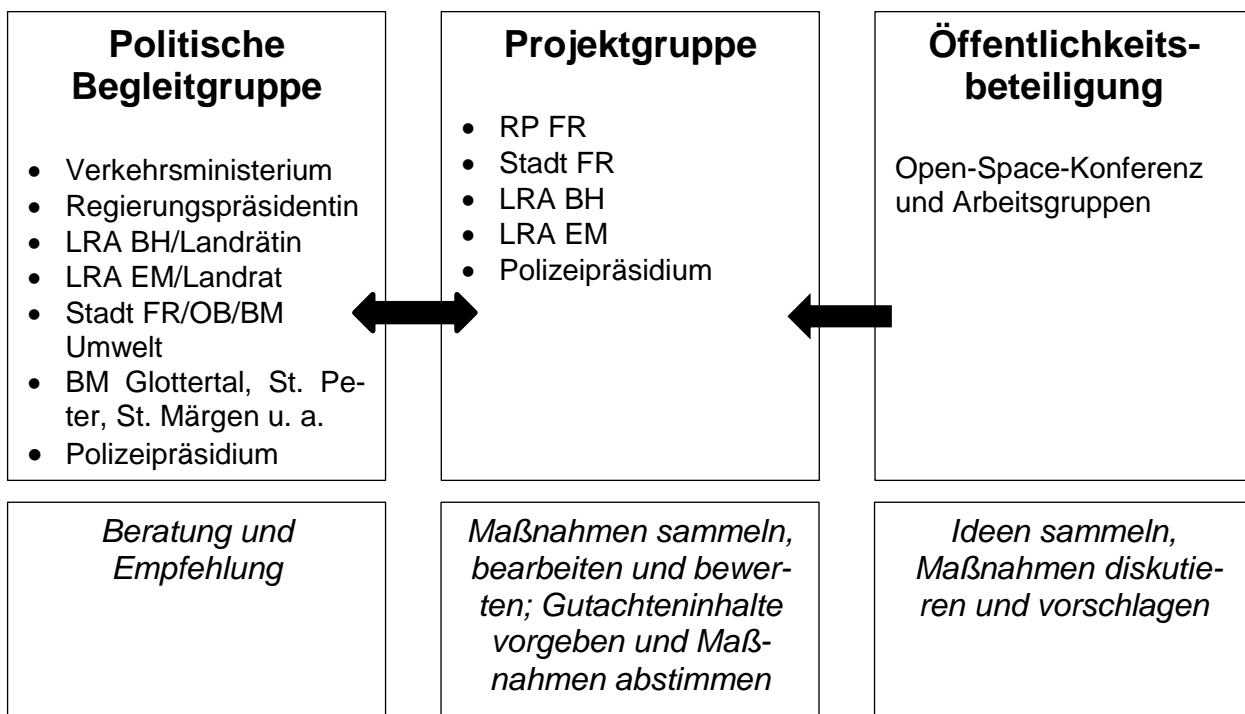 Politische
Begleitgruppe
• Verkehrsministerium
• Regierungspräsidentin
• LRA BH/Landrätin
• LRA EM/Landrat
• Stadt FR/OB/BM
Umwelt
• BM Glottertal, St. Pe-
ter, St. Märgen u. a.
• Polizeipräsidium
Projektgruppe
• RP FR
• Stadt FR
• LRA BH
• LRA EM
• Polizeipräsidium
Öffentlichkeits-
beteiligung
Open-Space-Konferenz
und Arbeitsgruppen
Beratung und
Empfehlung
Maßnahmen sammeln,
bearbeiten und bewer-
ten; Gutachteninhalte
vorgeben und Maß-
nahmen abstimmen
Ideen sammeln,
Maßnahmen diskutie-
ren und vorschlagen